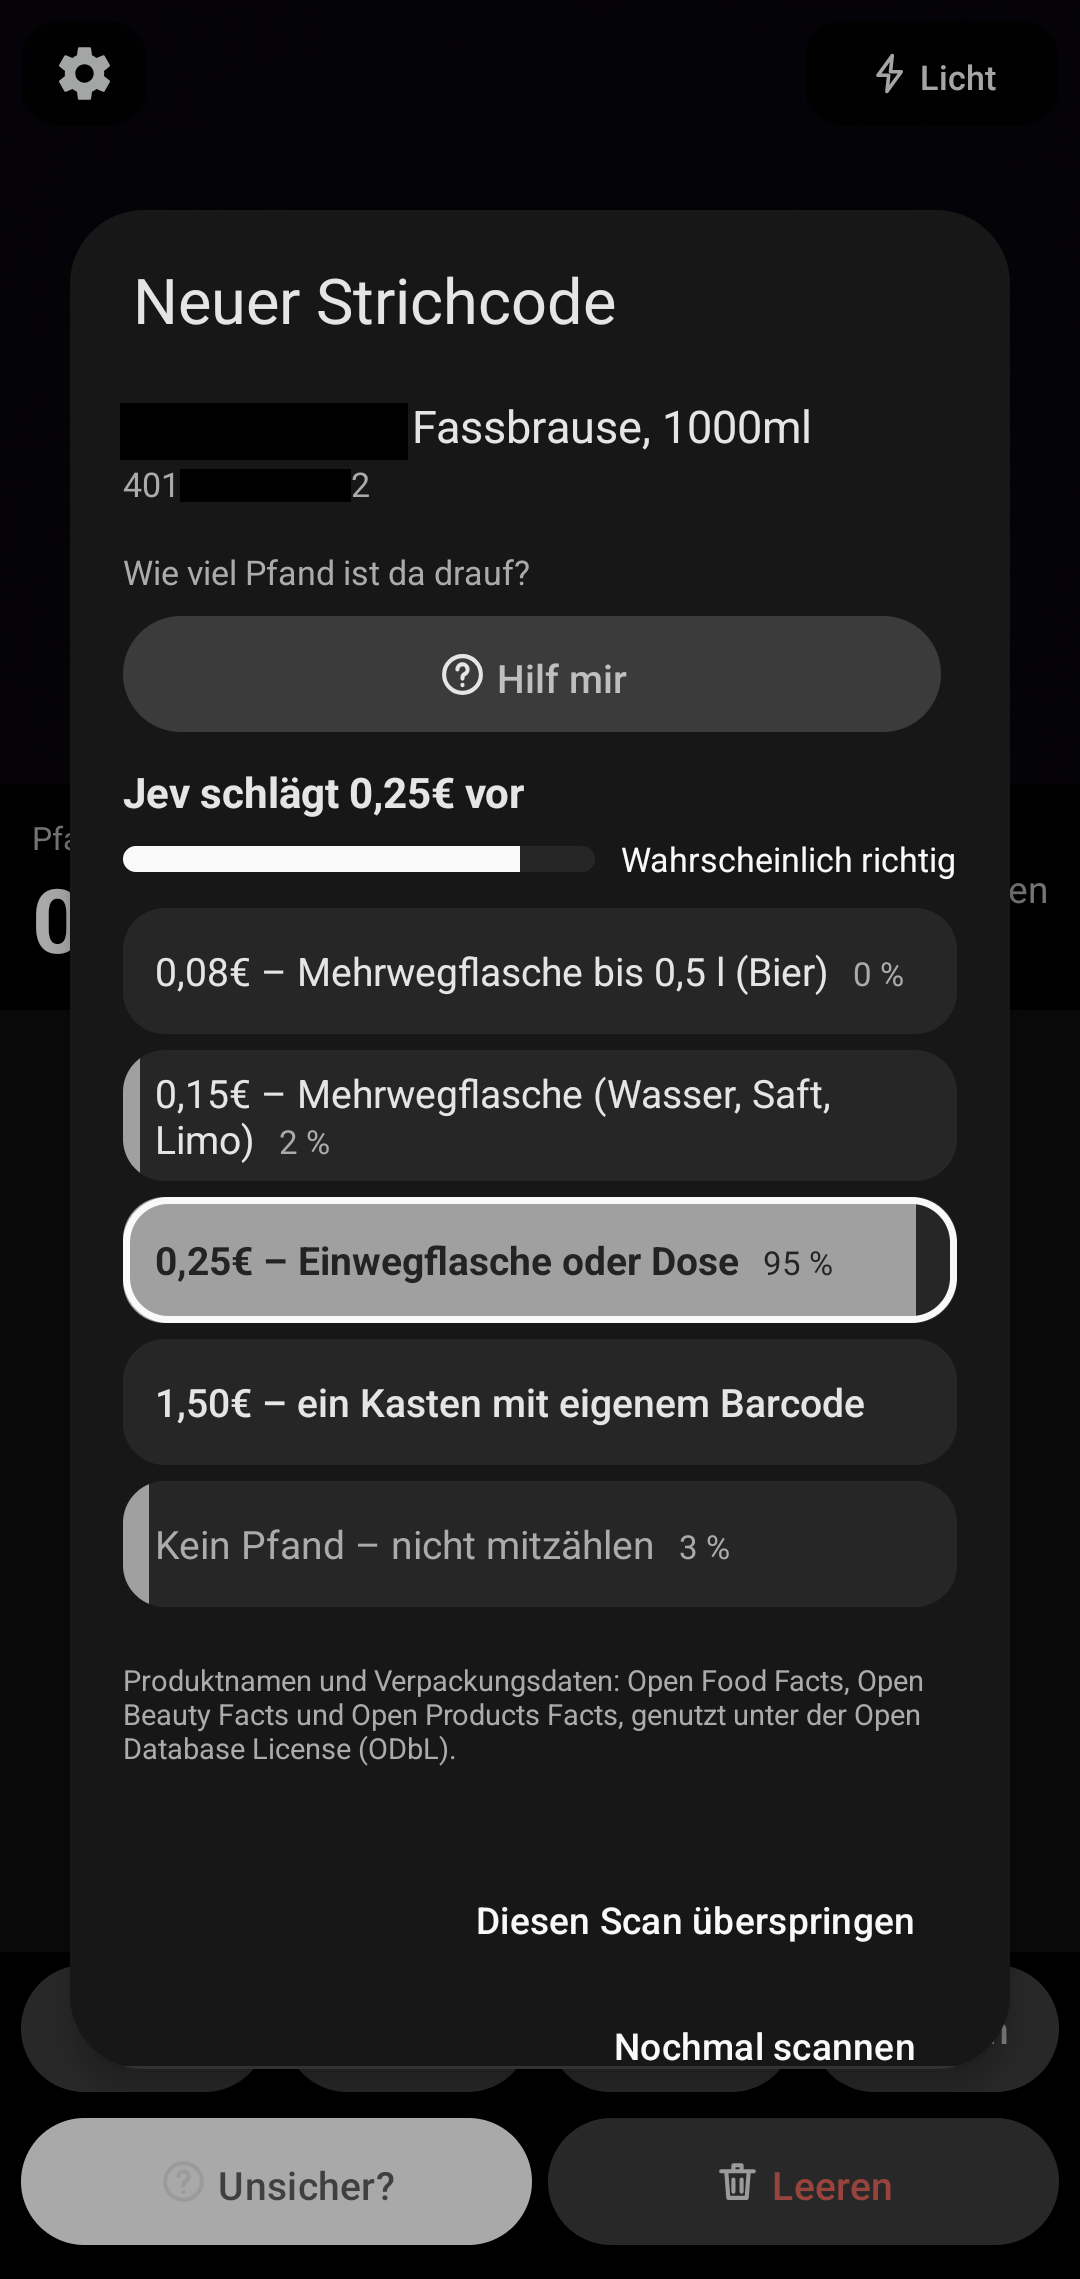 Licht
Neuer Strichcode
Fassbrause, 1000ml
401 2
Wie viel Pfand ist da drauf?
Hilf mir
Jev schlägt 0,25€ vor
Wahrscheinlich richtig
0
en
0,08€ – Mehrwegflasche bis 0,5 l (Bier) 0 %
0,15€ – Mehrwegflasche (Wasser, Saft,
Limo) 2 %
0,25€ – Einwegflasche oder Dose 95 %
1,50€ – ein Kasten mit eigenem Barcode
Kein Pfand – nicht mitzählen 3 %
Produktnamen und Verpackungsdaten: Open Food Facts, Open
Beauty Facts und Open Products Facts, genutzt unter der Open
Database License (ODbL).
Diesen Scan überspringen
Nochmal scannen
Unsicher?
Leeren